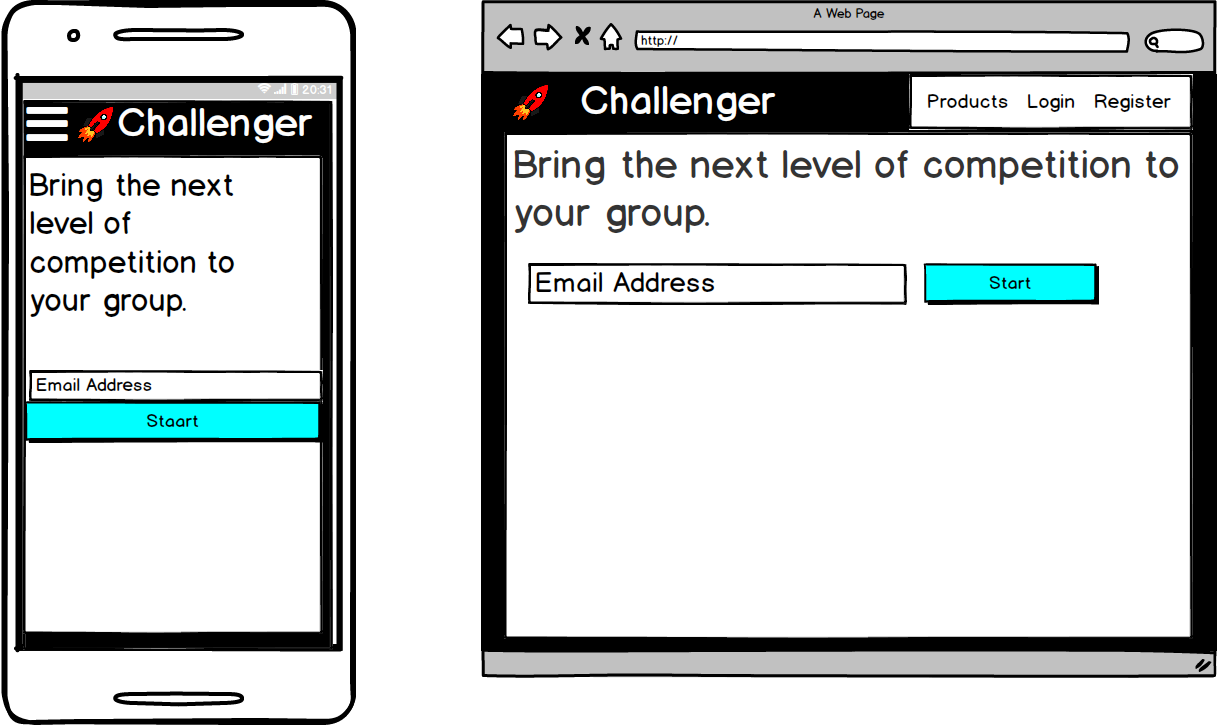 20:31
Challenger
Bring the next
level of
competition to
your group.
Email Address
Staart
A Web Page
http://
Challenger
Products Login Register
Bring the next level of competition to
your group.
Email Address
Start